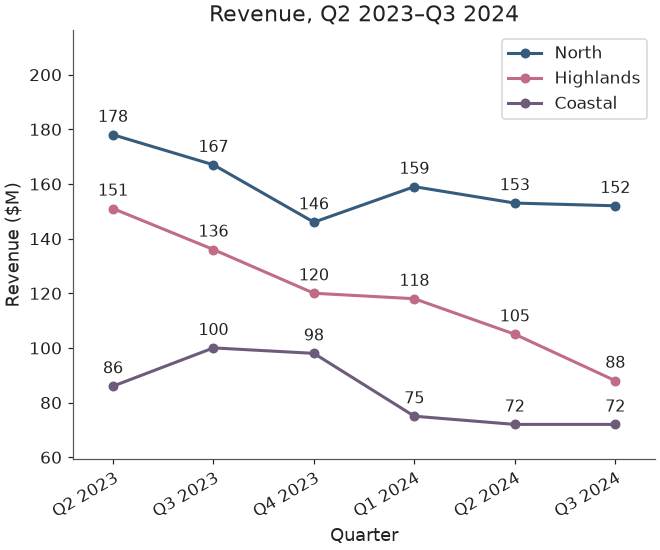 Revenue, Q2 2023–Q3 2024
North
Highlands
Coastal
Revenue ($M)
200
180
160
140
120
100
80
60
178
167
146
159
153
152
151
136
120
118
105
88
86
100
98
75
72
72
Q2 2023
Q3 2023
Q4 2023
Q1 2024
Q2 2024
Q3 2024
Quarter